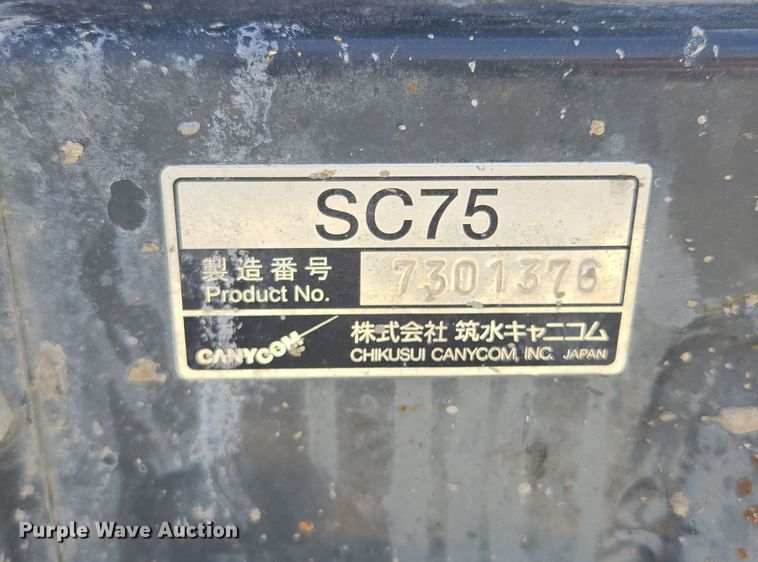 SC75
製造番号
Product No.
7301376
CANYCOM
株式会社 筑水キャニコム
CHIKUSUI CANYCOM, INC. JAPAN
Purple Wave Auction